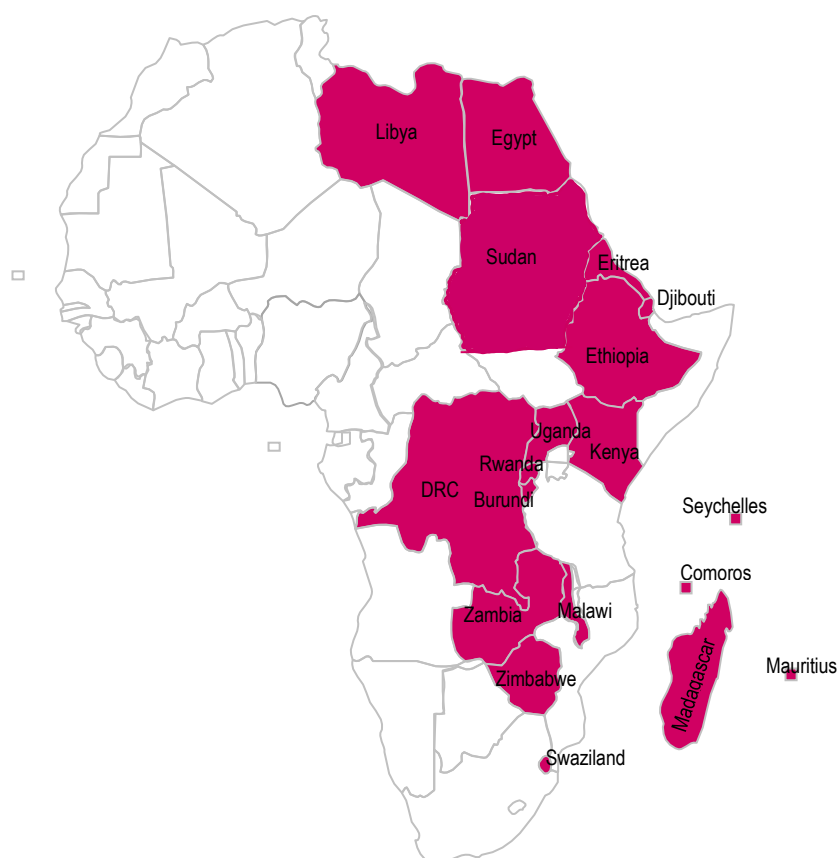 Libya
Egypt
Sudan
Eritrea
Djibouti
Ethiopia
Uganda
Kenya
Rwanda
DRC
Burundi
Seychelles
Comoros
Zambia
Malawi
Madagascar
Mauritius
Zimbabwe
Swaziland